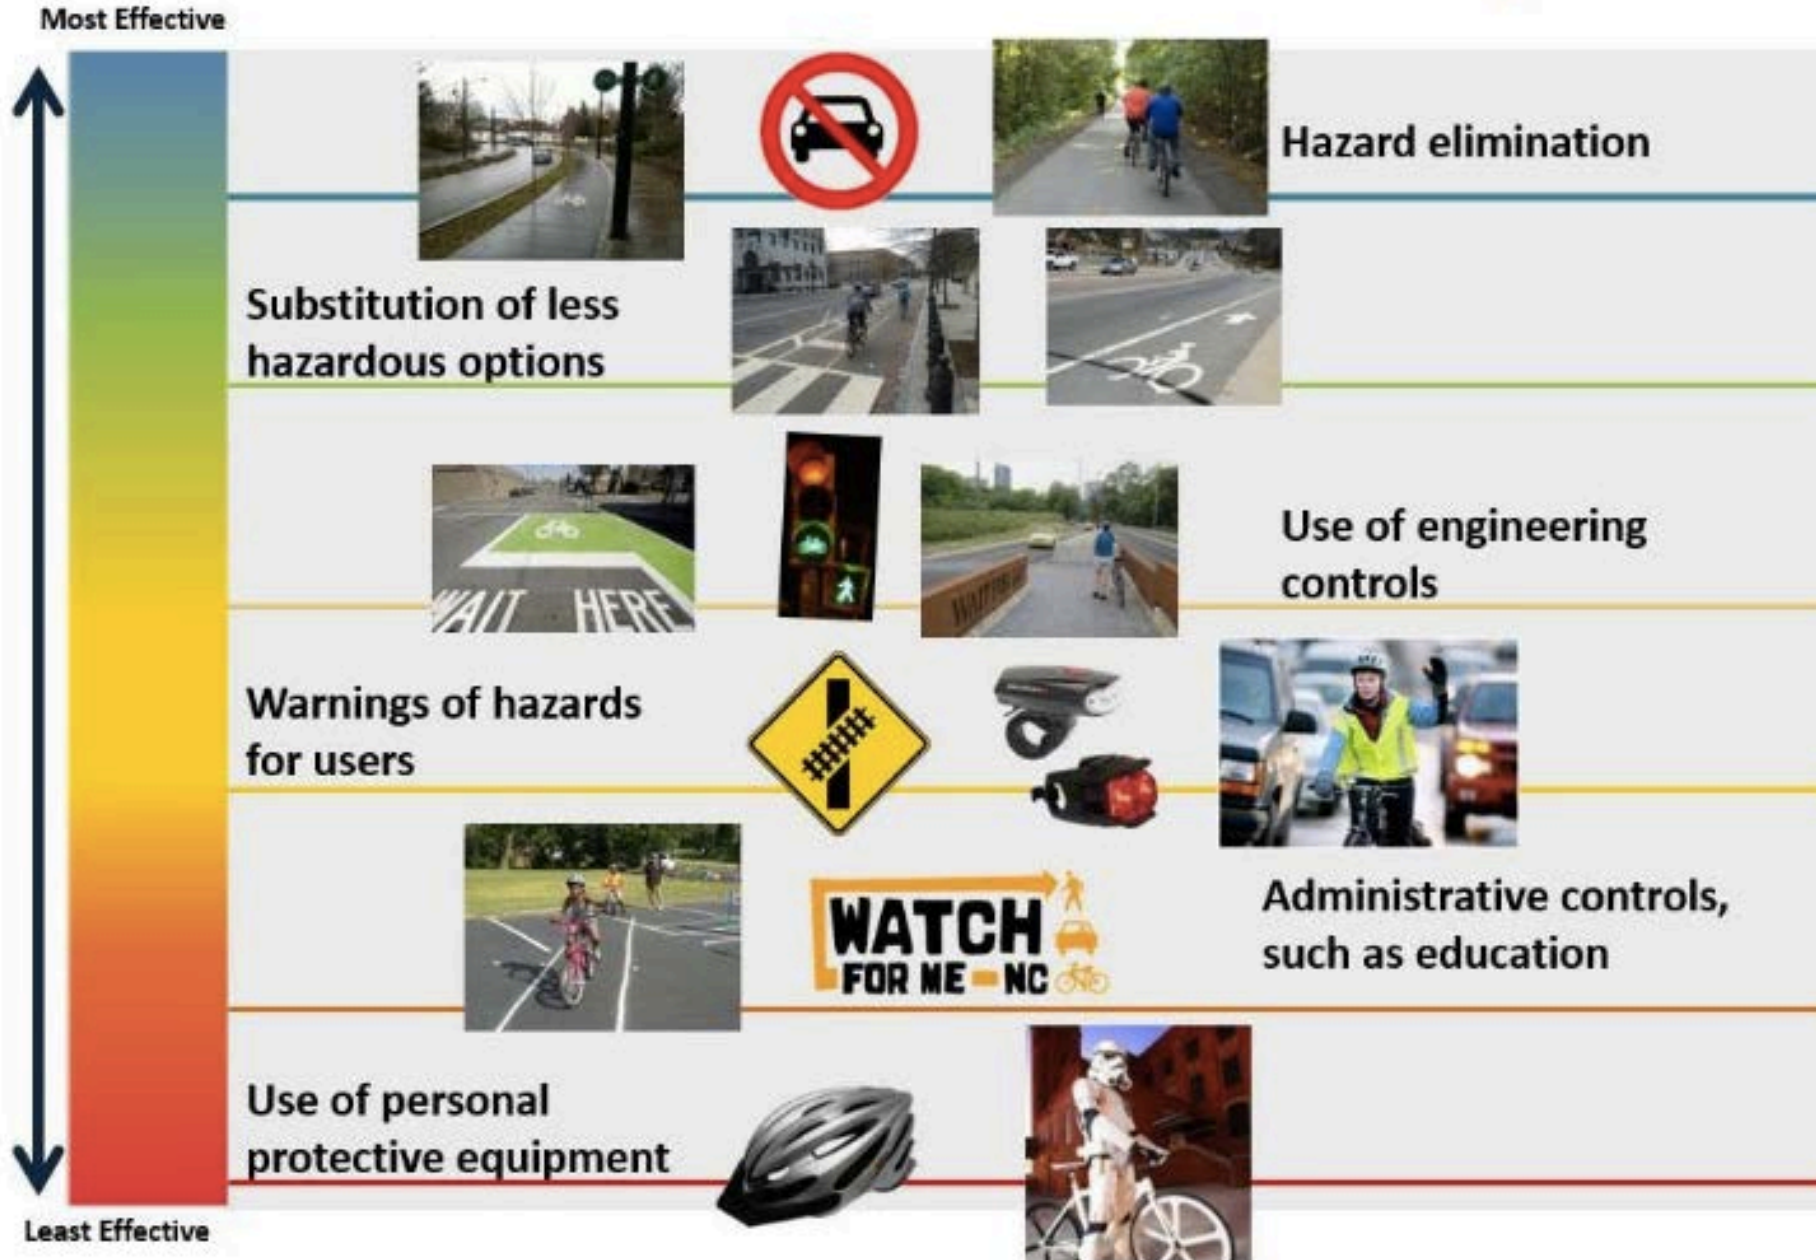 Most Effective
Hazard elimination
Substitution of less
hazardous options
WAIT HERE
Use of engineering
controls
Warnings of hazards
for users
WATCH
FOR ME-NC
Administrative controls,
such as education
Use of personal
protective equipment
Least Effective